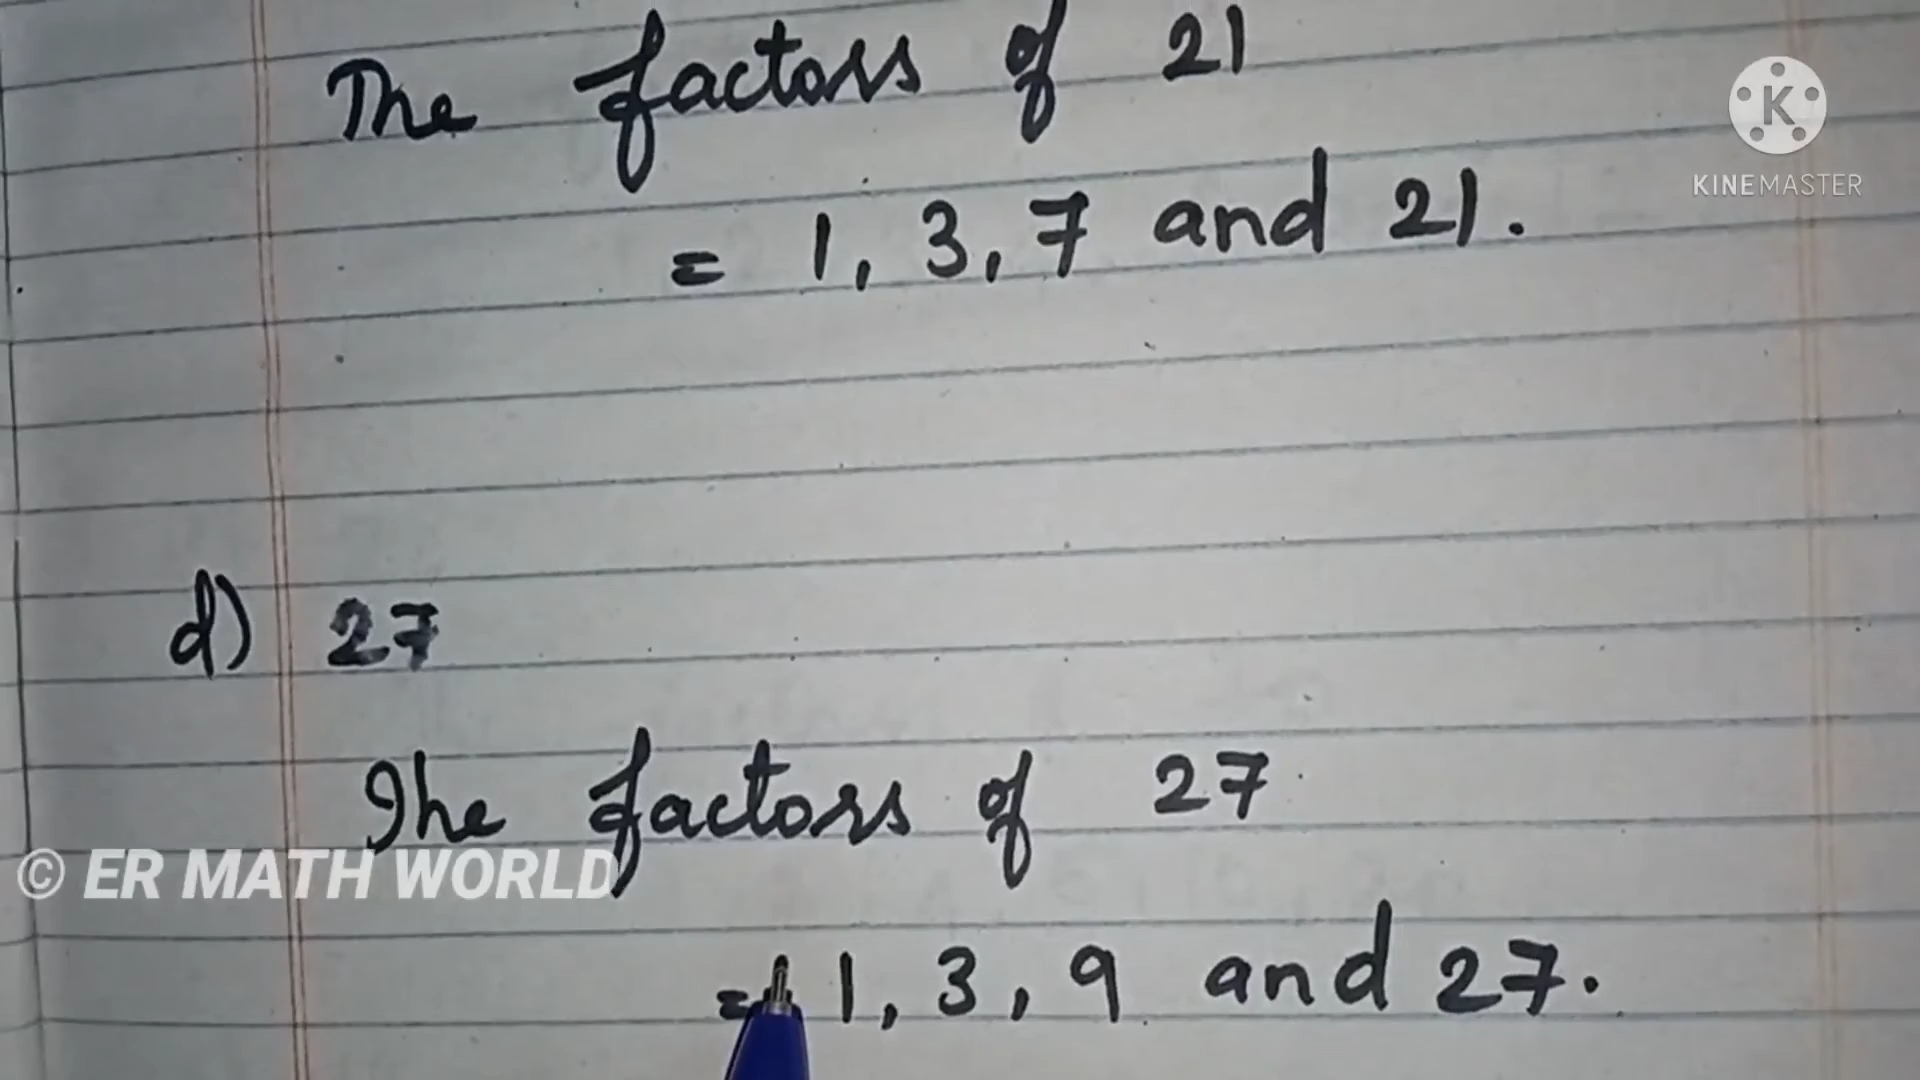 The factors of 21
K
KINEMASTER
= 1, 3, 7 and 21.
d) 27
The factors of 27
© ER MATH WORLD
= 1, 3, 9 and 27.